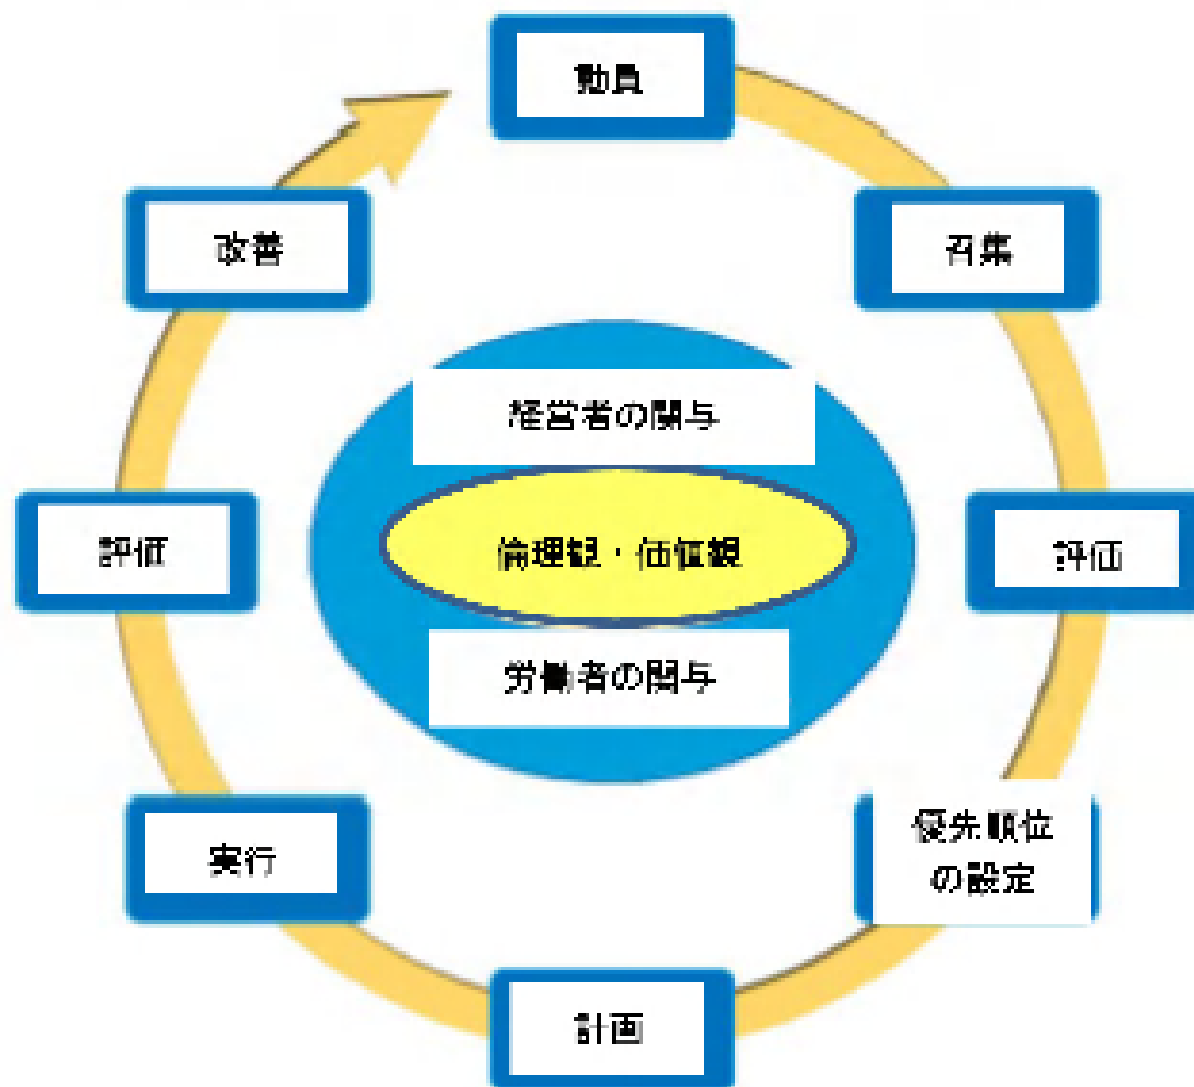 動員
召集
評価
優先順位
の設定
計画
実行
評価
改善
経営者の関与
倫理観・価値観
労働者の関与